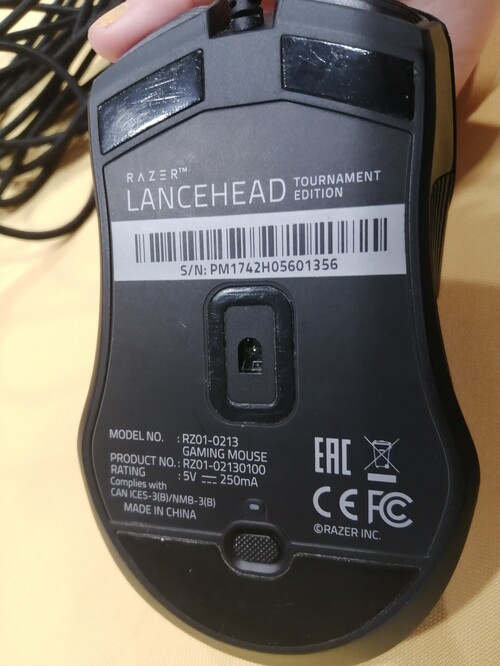 RAZER™
LANCEHEAD TOURNAMENT EDITION
S/N: PM1742H05601356
MODEL NO. : RZ01-0213
GAMING MOUSE
PRODUCT NO.: RZ01-02130100
RATING : 5V ⎓ 250mA
Complies with
CAN ICES-3(B)/NMB-3(B)
MADE IN CHINA
EAC
CE FC
©RAZER INC.